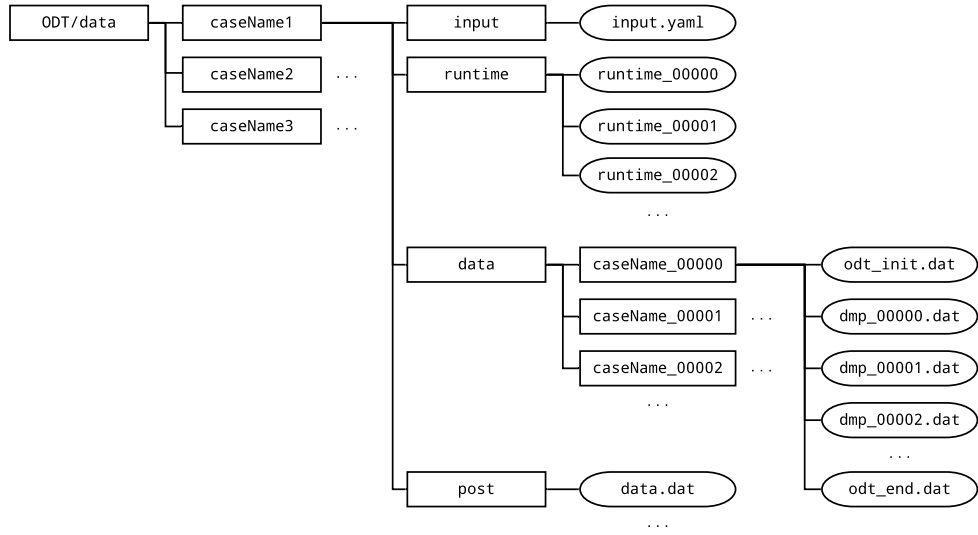 ODT/data caseName1 input input.yaml
caseName2 ... runtime runtime_00000
caseName3 ... runtime_00001
runtime_00002
...
data caseName_00000 odt_init.dat
caseName_00001 ... dmp_00000.dat
caseName_00002 ... dmp_00001.dat
...
dmp_00002.dat
...
post data.dat odt_end.dat
...